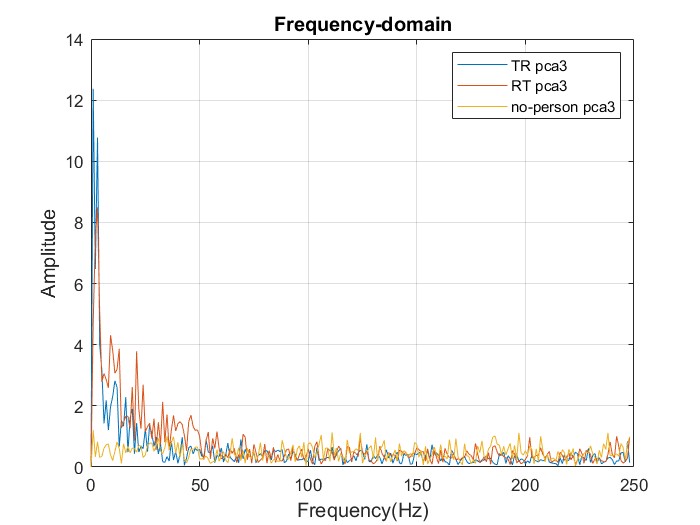 Frequency-domain
14
12
10
8
6
4
2
0
Amplitude
TR pca3
RT pca3
no-person pca3
0 50 100 150 200 250
Frequency(Hz)